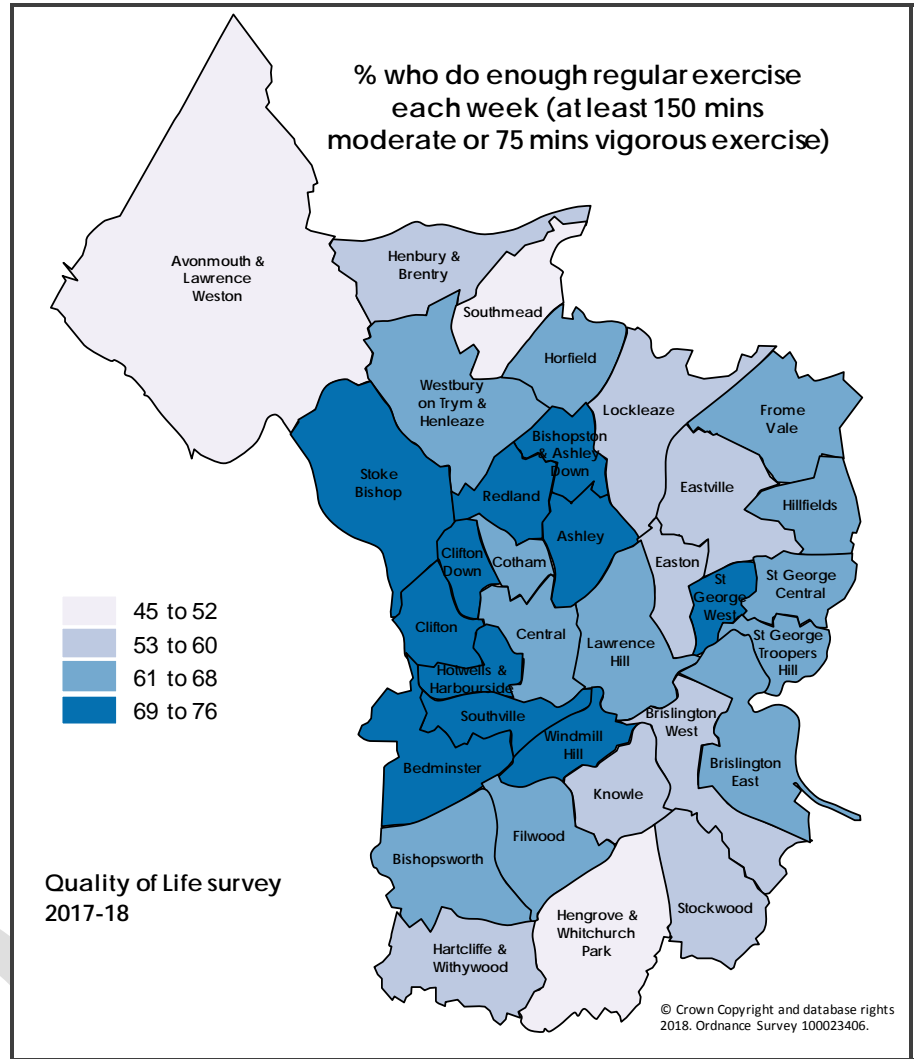 % who do enough regular exercise
each week (at least 150 mins
moderate or 75 mins vigorous exercise)
Avonmouth &
Lawrence
Weston
Henbury &
Brentry
Southmead
Horfield
Westbury
on Trym &
Henleaze
Lockleaze
Frome
Vale
Bishopston
& Ashley
Down
Stoke
Bishop
Redland
Eastville
Hillfields
Ashley
Clifton
Down
Cotham
Easton
St
George
West
St George
Central
Clifton
Central
Lawrence
Hill
St George
Troopers
Hill
Hotwells &
Harbourside
45 to 52
53 to 60
61 to 68
69 to 76
Southville
Windmill
Hill
Brislington
West
Bedminster
Brislington
East
Knowle
Filwood
Bishopsworth
Quality of Life survey
2017-18
Hengrove &
Whitchurch
Park
Stockwood
Hartcliffe &
Withywood
© Crown Copyright and database rights
2018. Ordnance Survey 100023406.